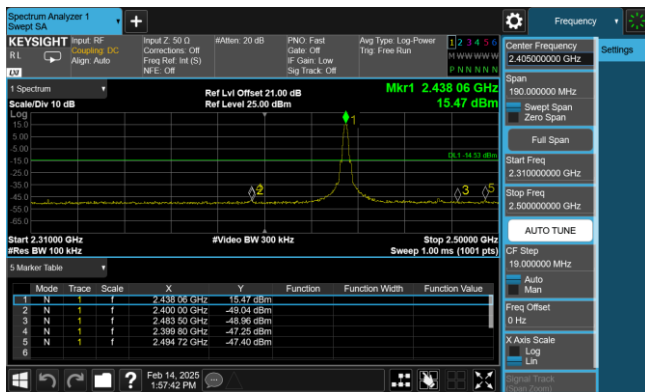 Spectrum Analyzer 1
Swept SA
Frequency
KEYSIGHT
RL
LXI
Input: RF
Coupling: DC
Align: Auto
Input Z: 50 Ω
Corrections: Off
Freq Ref: Int (S)
NFE: Off
#Atten: 20 dB
PNO: Fast
Gate: Off
IF Gain: Low
Sig Track: Off
Avg Type: Log-Power
Trig: Free Run
1 2 3 4 5 6
M W W W W W
P N N N N N
1 Spectrum
Scale/Div 10 dB
Ref Lvl Offset 21.00 dB
Ref Level 25.00 dBm
Mkr1 2.438 06 GHz
15.47 dBm
Log
15.0
5.00
-5.00
-15.0
-25.0
-35.0
-45.0
-55.0
-65.0
1
DL1 -14.53 dBm
2
3
5
Start 2.31000 GHz
#Res BW 100 kHz
#Video BW 300 kHz
Stop 2.50000 GHz
Sweep 1.00 ms (1001 pts)
5 Marker Table
Mode Trace Scale X Y Function Function Width Function Value
1 N 1 f 2.438 06 GHz 15.47 dBm
2 N 1 f 2.400 00 GHz -49.04 dBm
3 N 1 f 2.483 50 GHz -48.96 dBm
4 N 1 f 2.399 80 GHz -47.25 dBm
5 N 1 f 2.494 72 GHz -47.40 dBm
6
Feb 14, 2025
1:57:42 PM
Center Frequency
2.405000000 GHz
Settings
Span
190.000000 MHz
Swept Span
Zero Span
Full Span
Start Freq
2.310000000 GHz
Stop Freq
2.500000000 GHz
AUTO TUNE
CF Step
19.000000 MHz
Auto
Man
Freq Offset
0 Hz
X Axis Scale
Log
Lin
Signal Track
(Span Zoom)